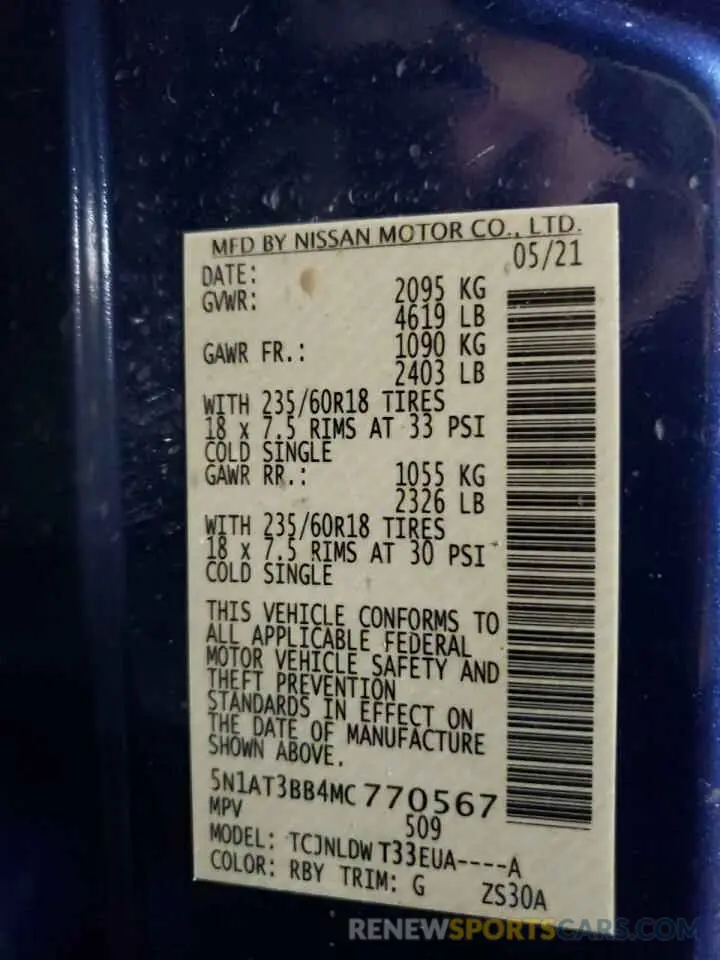 MFD BY NISSAN MOTOR CO., LTD.
DATE: 05/21
GVWR: 2095 KG
4619 LB
GAWR FR.: 1090 KG
2403 LB
WITH 235/60R18 TIRES
18 x 7.5 RIMS AT 33 PSI
COLD SINGLE
GAWR RR.: 1055 KG
2326 LB
WITH 235/60R18 TIRES
18 x 7.5 RIMS AT 30 PSI
COLD SINGLE
THIS VEHICLE CONFORMS TO
ALL APPLICABLE FEDERAL
MOTOR VEHICLE SAFETY AND
THEFT PREVENTION
STANDARDS IN EFFECT ON
THE DATE OF MANUFACTURE
SHOWN ABOVE.
5N1AT3BB4MC770567
MPV 509
MODEL: TCJNLDW T33EUA----A
COLOR: RBY TRIM: G ZS30A
RENEWSPORTSCARS.COM